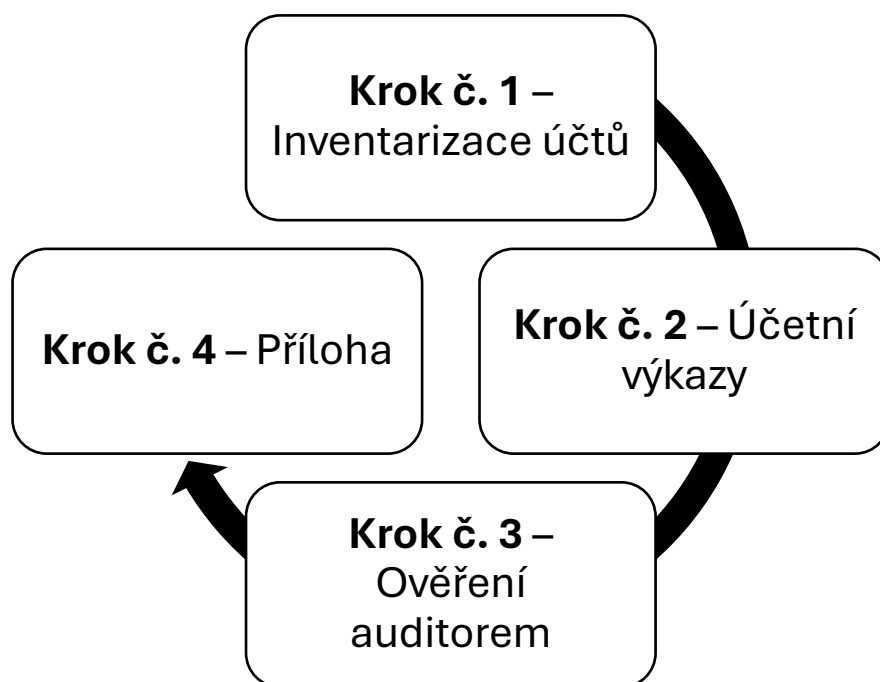 Krok č. 1 –
Inventarizace účtů
Krok č. 2 – Účetní
výkazy
Krok č. 3 –
Ověření
auditorem
Krok č. 4 – Příloha